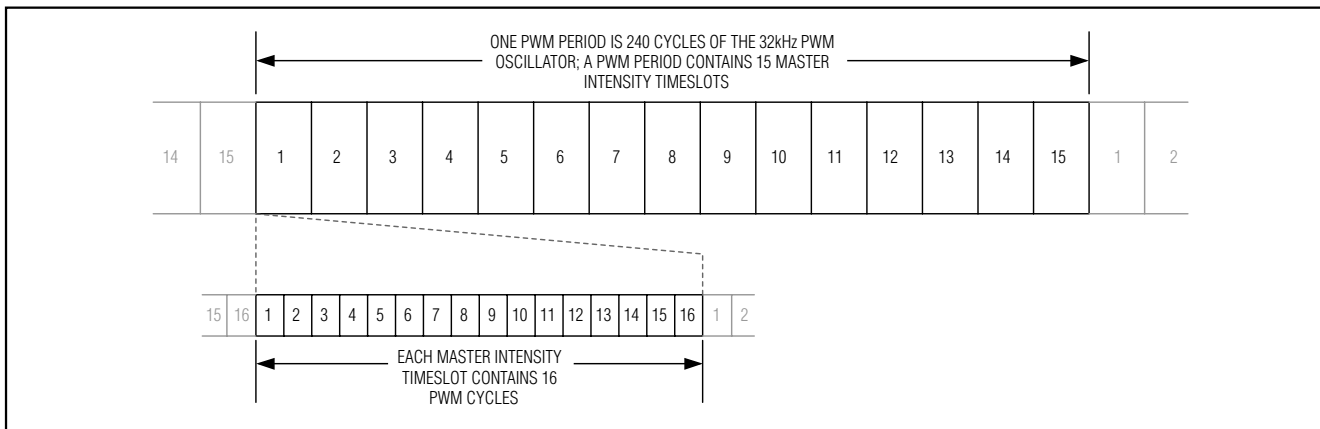 ONE PWM PERIOD IS 240 CYCLES OF THE 32kHz PWM
OSCILLATOR; A PWM PERIOD CONTAINS 15 MASTER
INTENSITY TIMESLOTS
14 15 1 2 3 4 5 6 7 8 9 10 11 12 13 14 15 1 2
15 16 1 2 3 4 5 6 7 8 9 10 11 12 13 14 15 16 1 2
EACH MASTER INTENSITY
TIMESLOT CONTAINS 16
PWM CYCLES